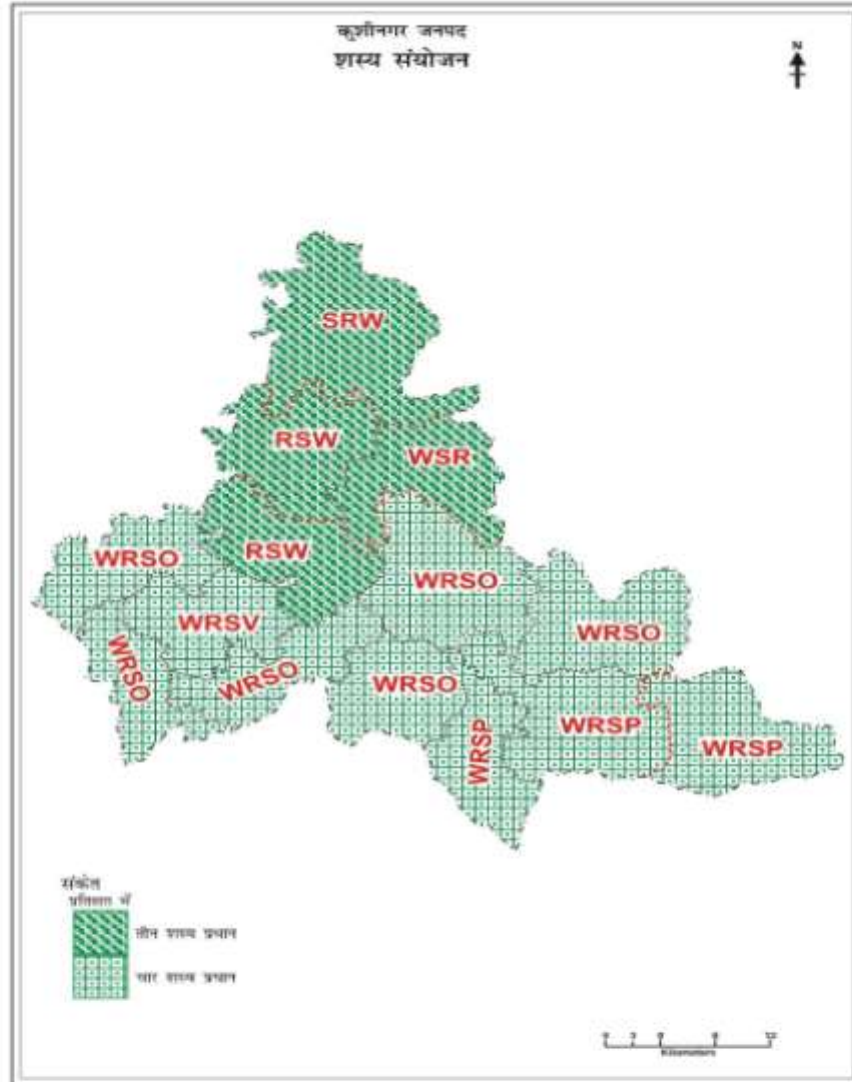 कुशीनगर जनपद
शस्य संयोजन
N
SRW
RSW
WSR
RSW
WRSO
WRSO
WRSV
WRSO
WRSO
WRSO
WRSO
WRSP
WRSP
WRSP
संकेत
प्रतिशत में
तीन शस्य प्रधान
चार शस्य प्रधान
Kilometers